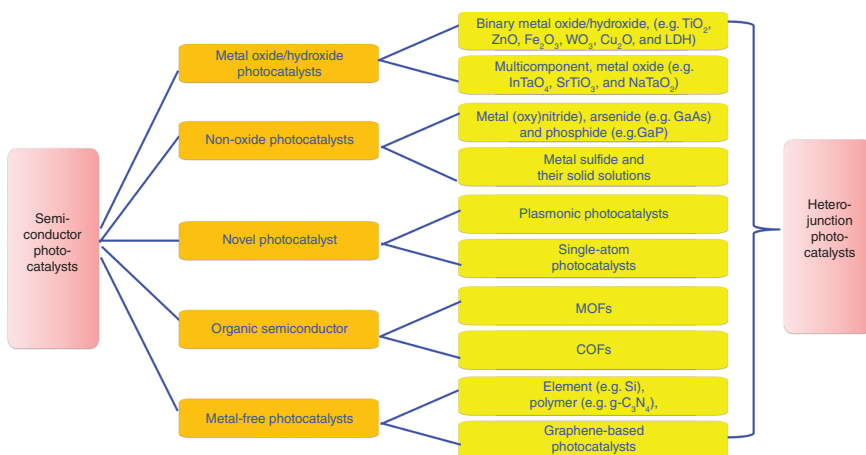 Semi-
conductor
photo-
catalysts
Metal oxide/hydroxide
photocatalysts
Non-oxide photocatalysts
Novel photocatalyst
Organic semiconductor
Metal-free photocatalysts
Binary metal oxide/hydroxide, (e.g. TiO₂,
ZnO, Fe₂O₃, WO₃, Cu₂O, and LDH)
Multicomponent, metal oxide (e.g.
InTaO₄, SrTiO₃, and NaTaO₂)
Metal (oxy)nitride), arsenide (e.g. GaAs)
and phosphide (e.g.GaP)
Metal sulfide and
their solid solutions
Plasmonic photocatalysts
Single-atom
photocatalysts
MOFs
COFs
Element (e.g. Si),
polymer (e.g. g-C₃N₄),
Graphene-based
photocatalysts
Hetero-
junction
photo-
catalysts